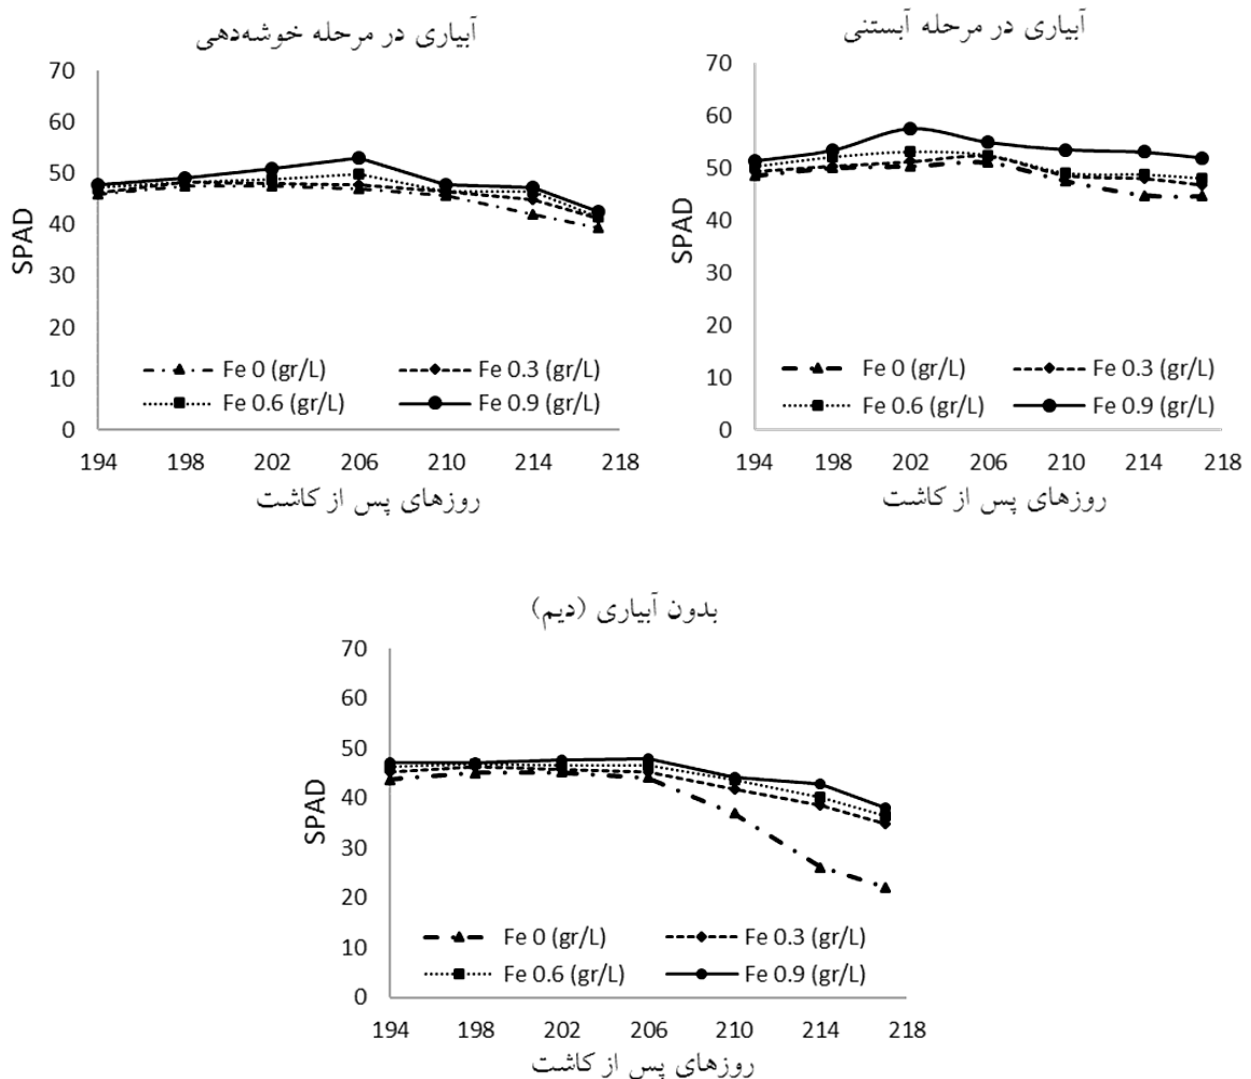 آبیاری در مرحله خوشه‌دهی
70
60
50
40
30
20
10
0
SPAD
Fe 0 (gr/L)
Fe 0.3 (gr/L)
Fe 0.6 (gr/L)
Fe 0.9 (gr/L)
194 198 202 206 210 214 218
روزهای پس از کاشت
آبیاری در مرحله آبستنی
70
60
50
40
30
20
10
0
SPAD
Fe 0 (gr/L)
Fe 0.3 (gr/L)
Fe 0.6 (gr/L)
Fe 0.9 (gr/L)
194 198 202 206 210 214 218
روزهای پس از کاشت
بدون آبیاری (دیم)
70
60
50
40
30
20
10
0
SPAD
Fe 0 (gr/L)
Fe 0.3 (gr/L)
Fe 0.6 (gr/L)
Fe 0.9 (gr/L)
194 198 202 206 210 214 218
روزهای پس از کاشت